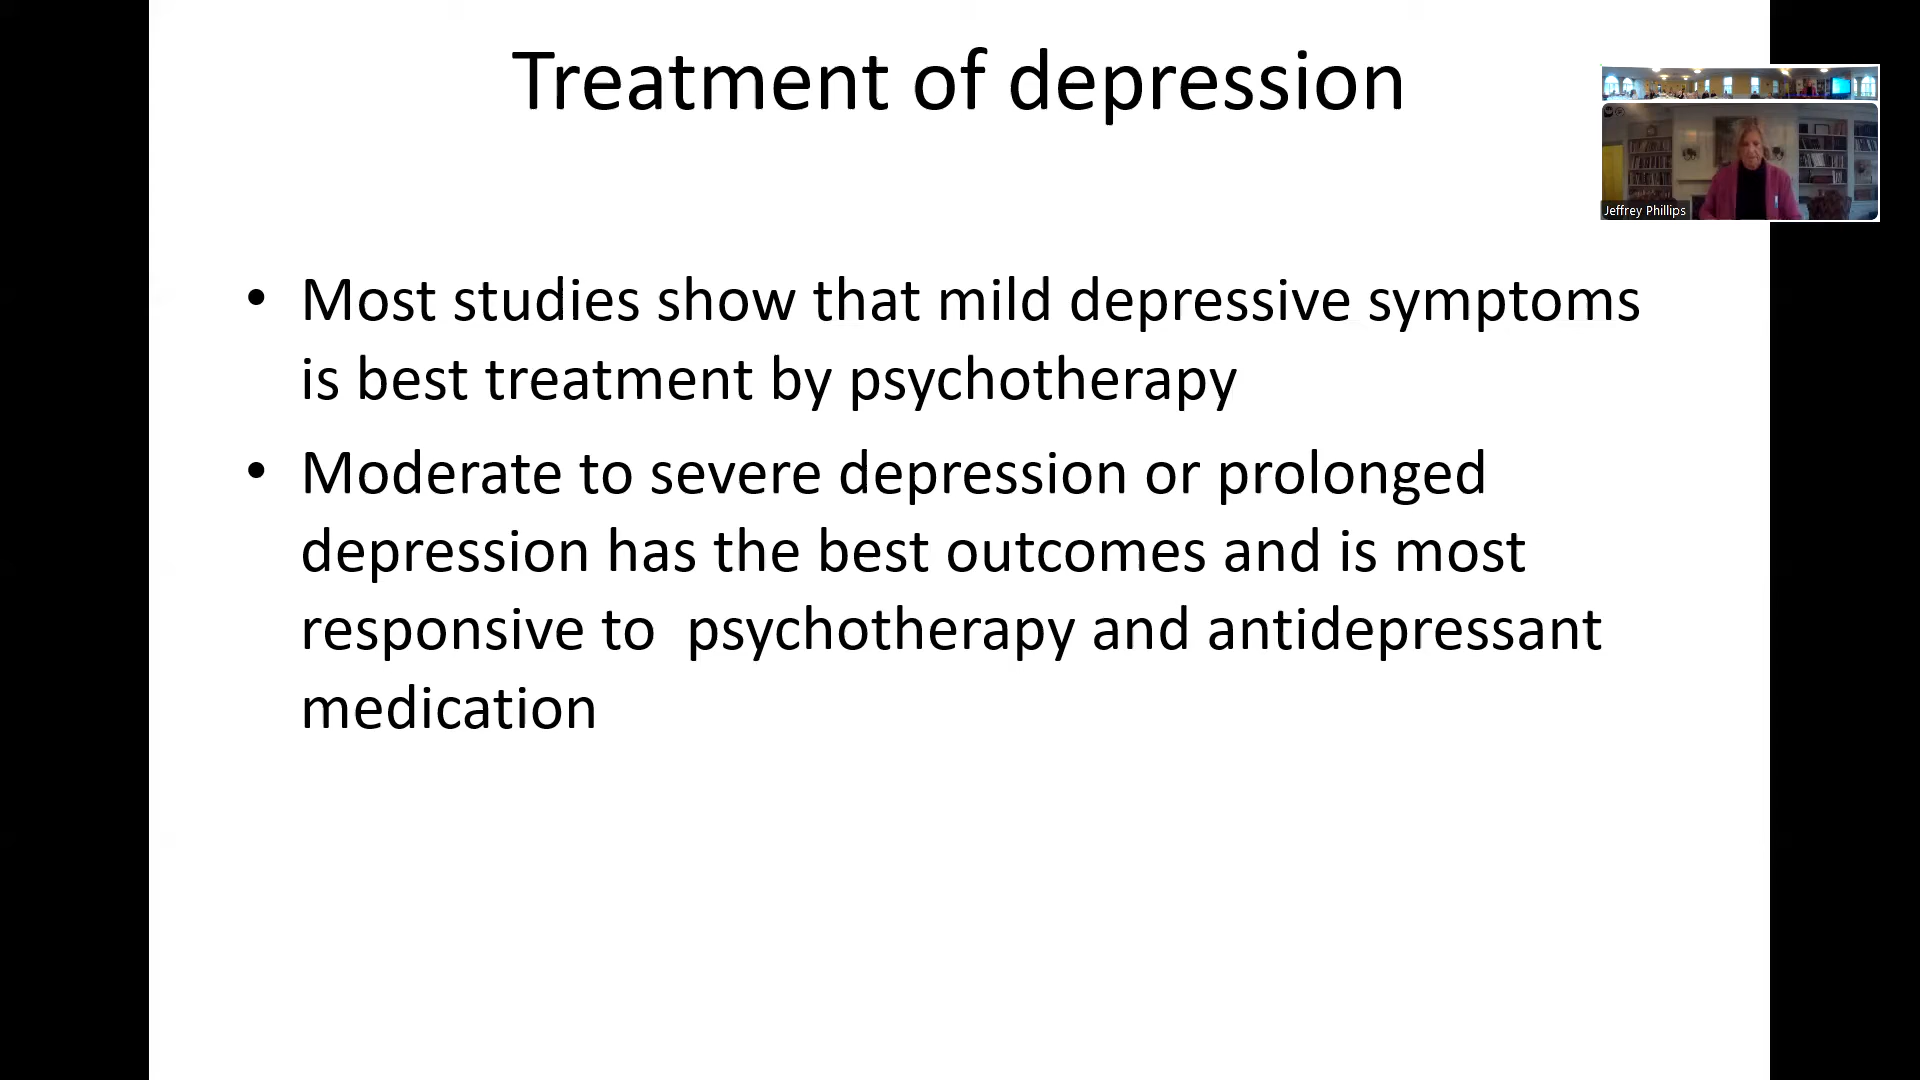 Treatment of depression
Jeffrey Phillips
• Most studies show that mild depressive symptoms
is best treatment by psychotherapy
• Moderate to severe depression or prolonged
depression has the best outcomes and is most
responsive to  psychotherapy and antidepressant
medication